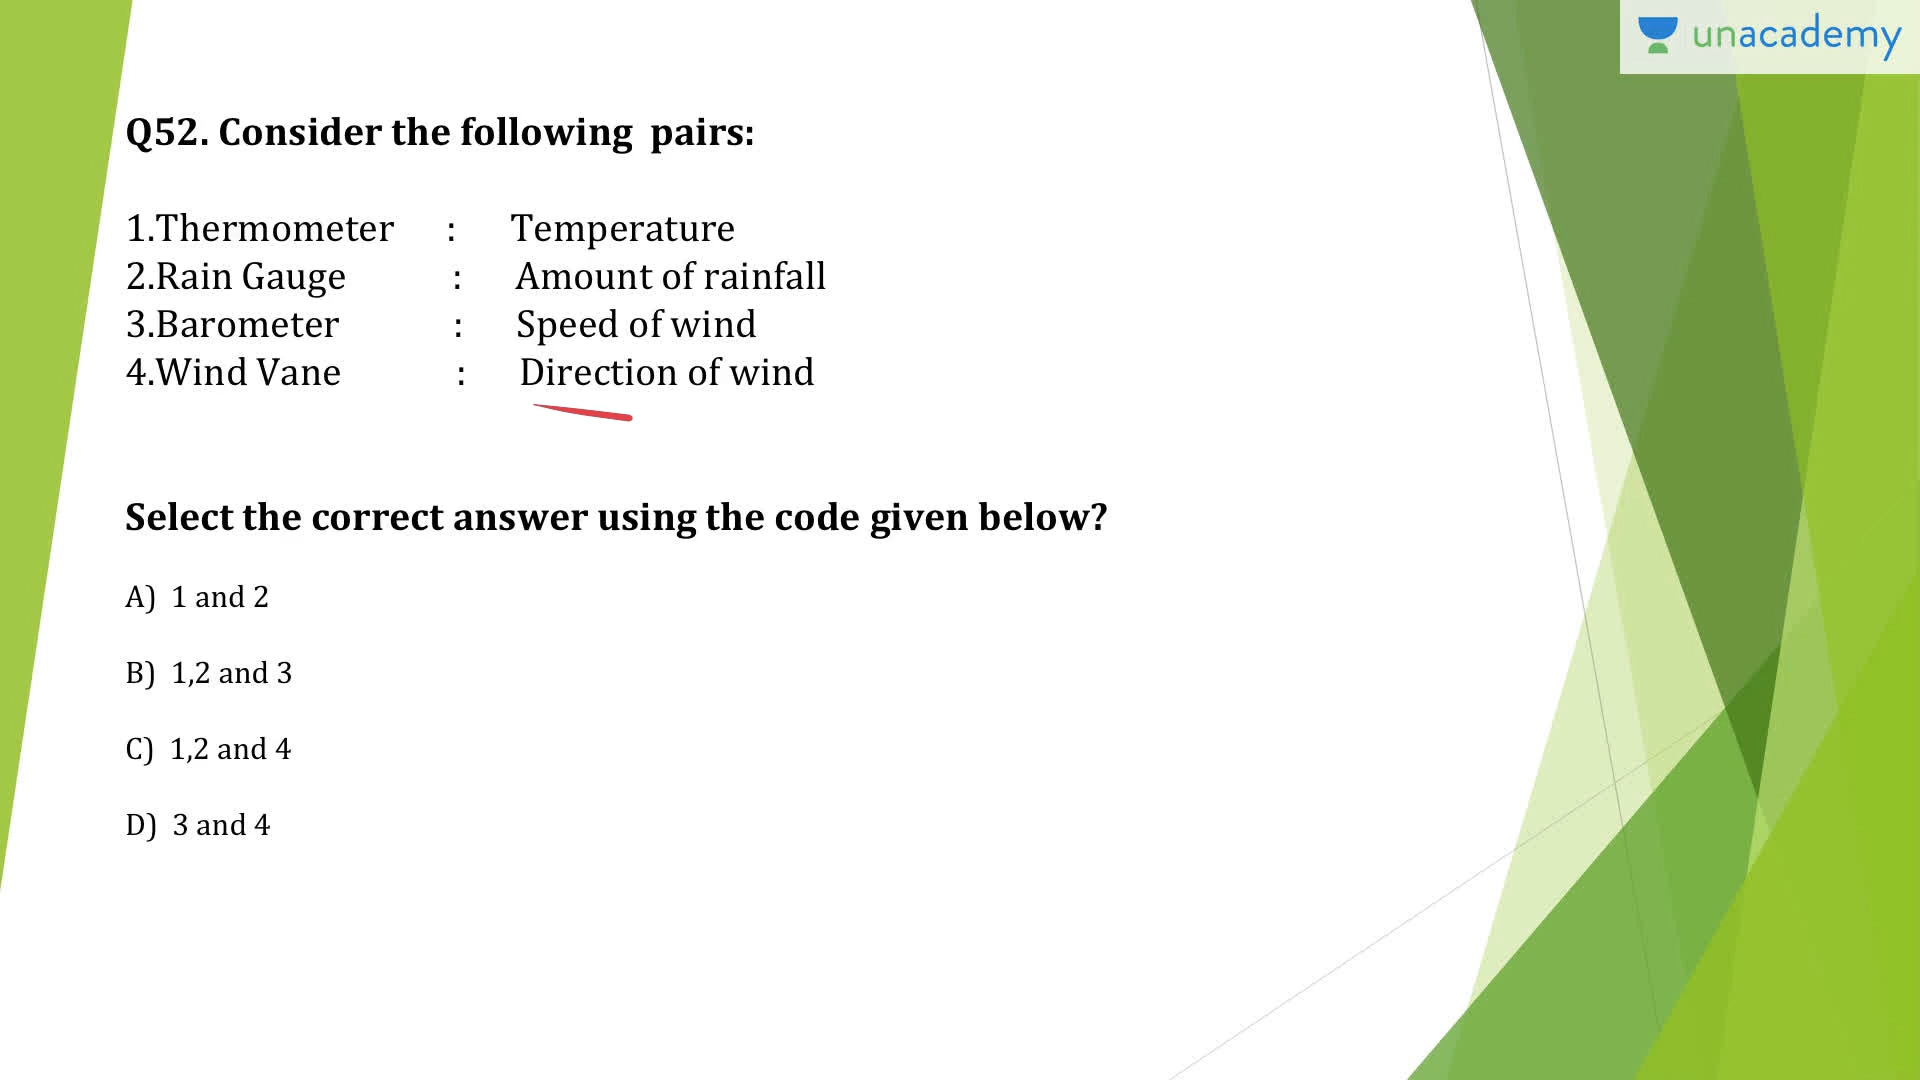 unacademy
Q52. Consider the following pairs:
1.Thermometer : Temperature
2.Rain Gauge : Amount of rainfall
3.Barometer : Speed of wind
4.Wind Vane : Direction of wind
Select the correct answer using the code given below?
A) 1 and 2
B) 1,2 and 3
C) 1,2 and 4
D) 3 and 4